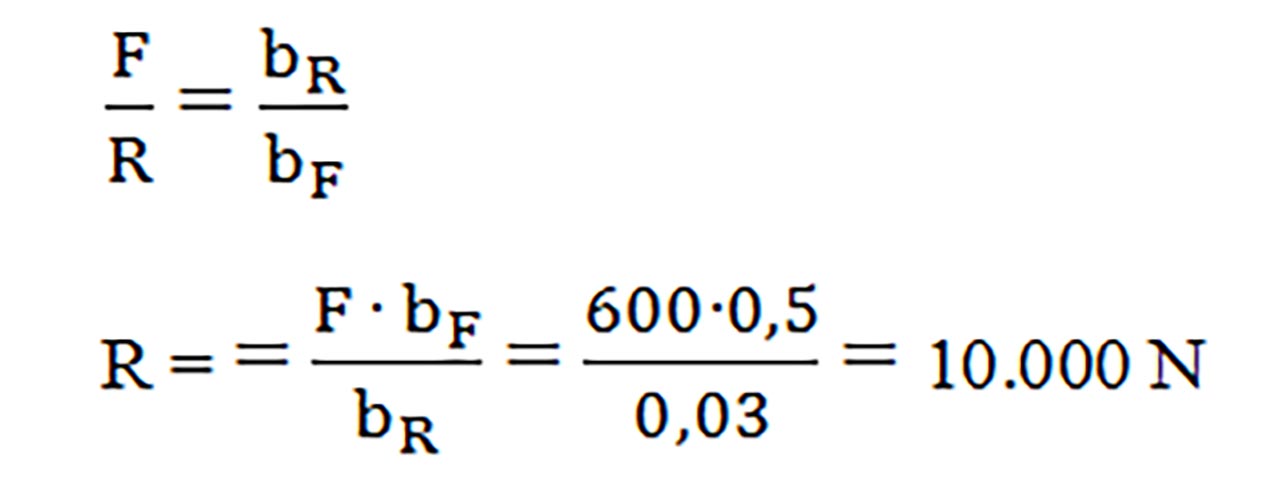 F/R = b_R/b_F
R = = F · b_F/b_R = 600·0,5/0,03 = 10.000 N